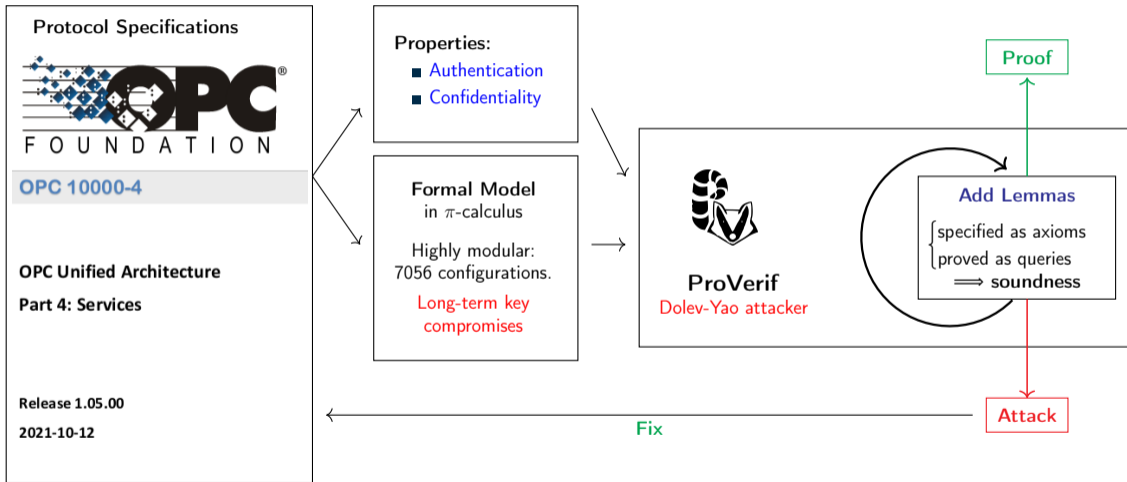 Protocol Specifications
OPC®
FOUNDATION
OPC 10000-4
OPC Unified Architecture
Part 4: Services
Release 1.05.00
2021-10-12
Properties:
Authentication
Confidentiality
Formal Model
in π-calculus
Highly modular:
7056 configurations.
Long-term key
compromises
ProVerif
Dolev-Yao attacker
Proof
Add Lemmas
specified as axioms
proved as queries
⟹ soundness
Attack
Fix